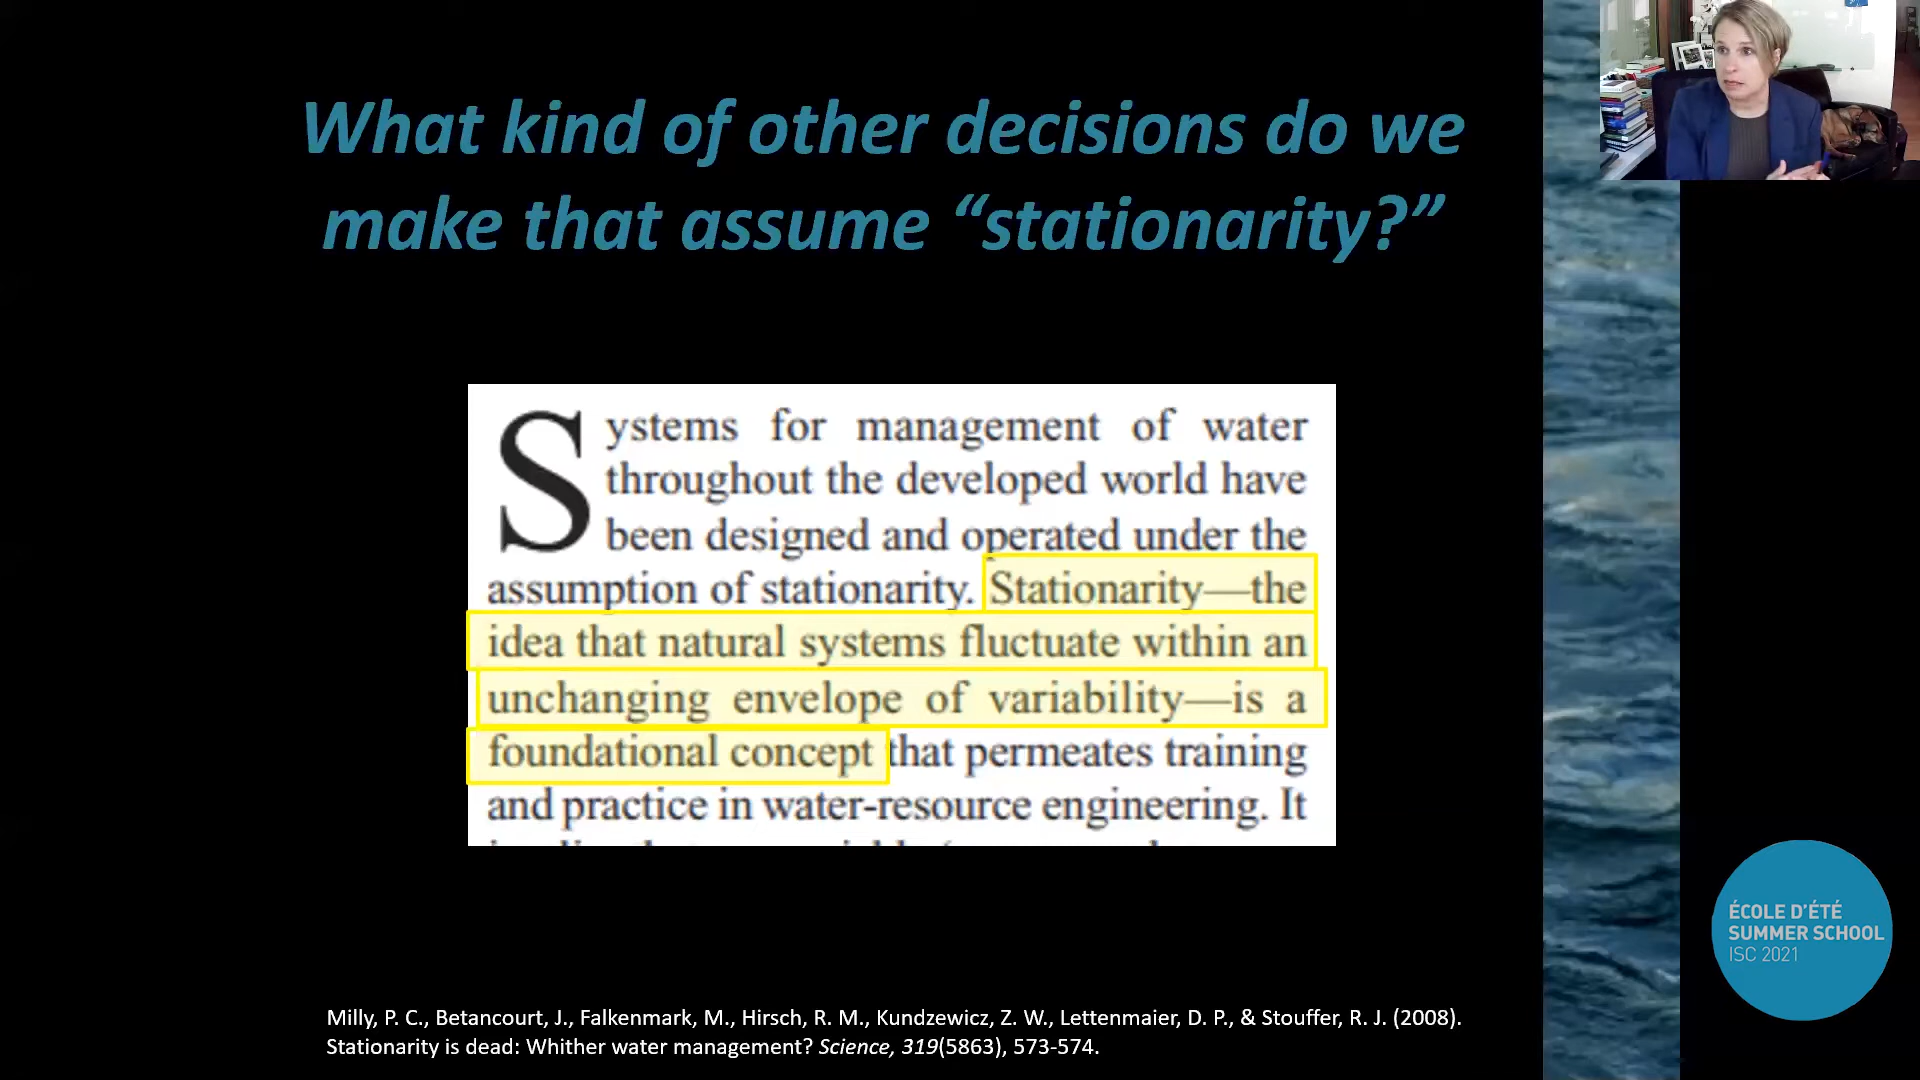 What kind of other decisions do we
make that assume “stationarity?”
Systems for management of water
throughout the developed world have
been designed and operated under the
assumption of stationarity. Stationarity—the
idea that natural systems fluctuate within an
unchanging envelope of variability—is a
foundational concept that permeates training
and practice in water-resource engineering. It
ÉCOLE D'ÉTÉ
SUMMER SCHOOL
ISC 2021
Milly, P. C., Betancourt, J., Falkenmark, M., Hirsch, R. M., Kundzewicz, Z. W., Lettenmaier, D. P., & Stouffer, R. J. (2008).
Stationarity is dead: Whither water management? Science, 319(5863), 573-574.